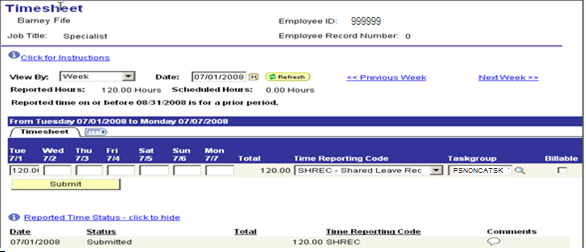 Timesheet
Barney Fife Employee ID: 999999
Job Title: Specialist Employee Record Number: 0
Click for Instructions
View By: Week Date: 07/01/2008 Refresh << Previous Week Next Week >>
Reported Hours: 120.00 Hours Scheduled Hours: 0.00 Hours
Reported time on or before 08/31/2008 is for a prior period.
From Tuesday 07/01/2008 to Monday 07/07/2008
Timesheet
Tue Wed Thu Fri Sat Sun Mon
7/1 7/2 7/3 7/4 7/5 7/6 7/7 Total Time Reporting Code Taskgroup Billable
120.0 120.00 SHREC - Shared Leave Rec PSNONCATSK
Submit
Reported Time Status - click to hide
Date Status Total Time Reporting Code Comments
07/01/2008 Submitted 120.00 SHREC